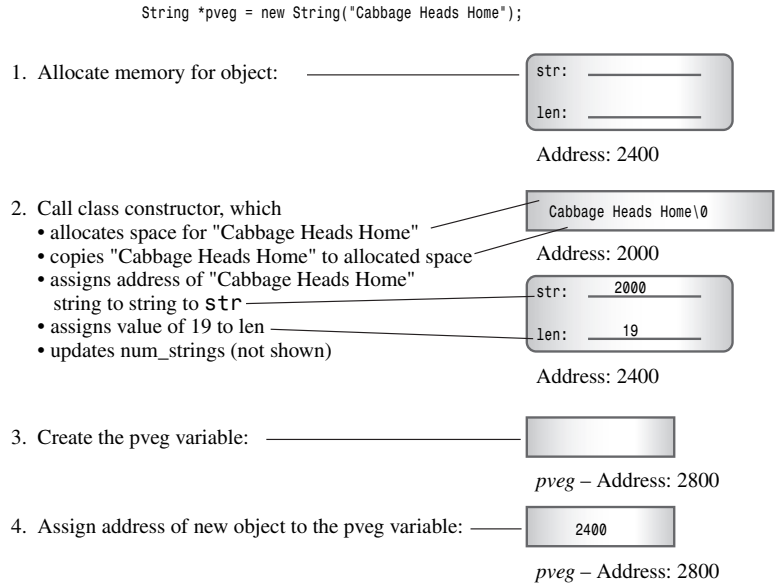 String *pveg = new String("Cabbage Heads Home");
1. Allocate memory for object:
str:
len:
Address: 2400
2. Call class constructor, which
• allocates space for "Cabbage Heads Home"
• copies "Cabbage Heads Home" to allocated space
• assigns address of "Cabbage Heads Home"
string to string to str
• assigns value of 19 to len
• updates num_strings (not shown)
Cabbage Heads Home\0
Address: 2000
str: 2000
len: 19
Address: 2400
3. Create the pveg variable:
pveg – Address: 2800
4. Assign address of new object to the pveg variable:
2400
pveg – Address: 2800